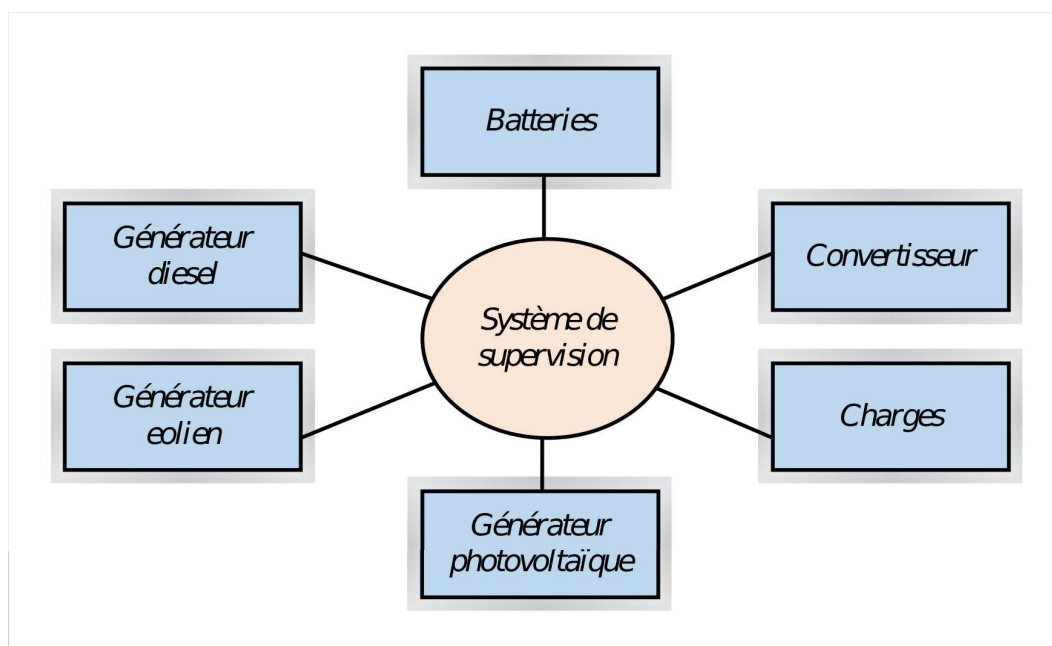 Batteries
Générateur
diesel
Convertisseur
Système de
supervision
Générateur
eolien
Charges
Générateur
photovoltaïque